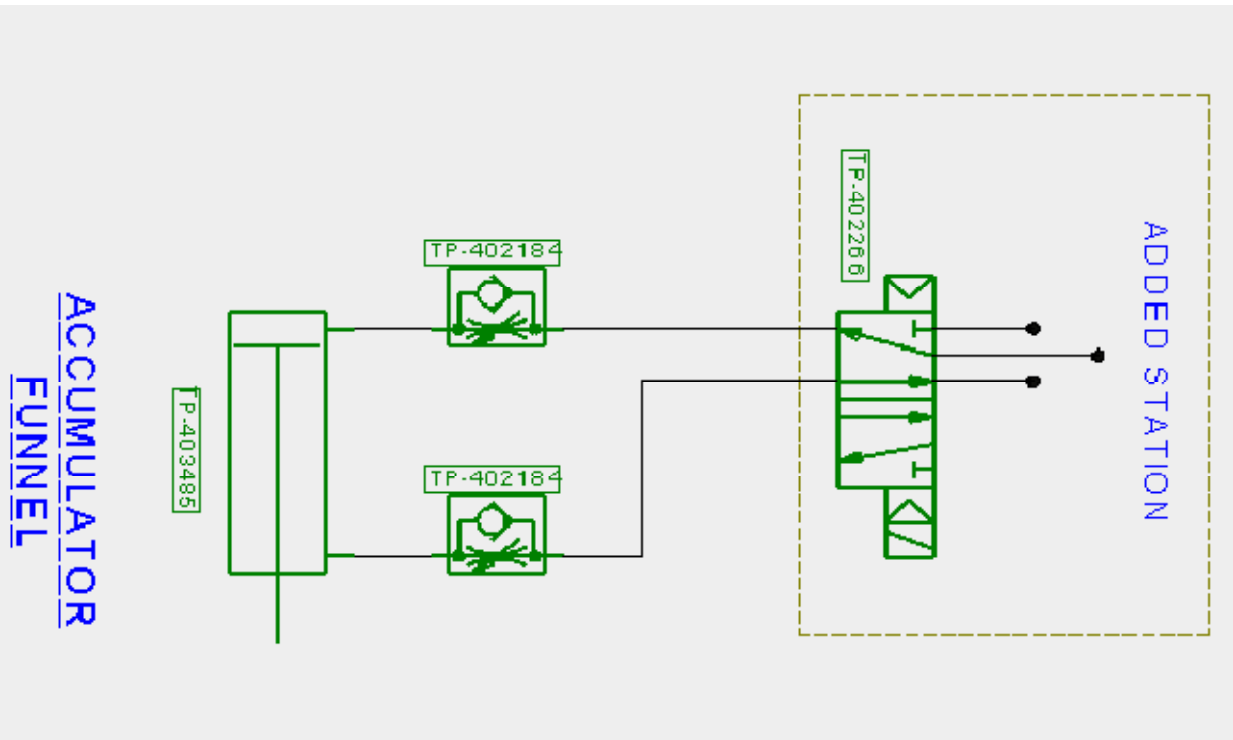 ACCUMULATOR
FUNNEL
TP-403485
TP-402184
TP-402184
TP-402266
ADDED STATION